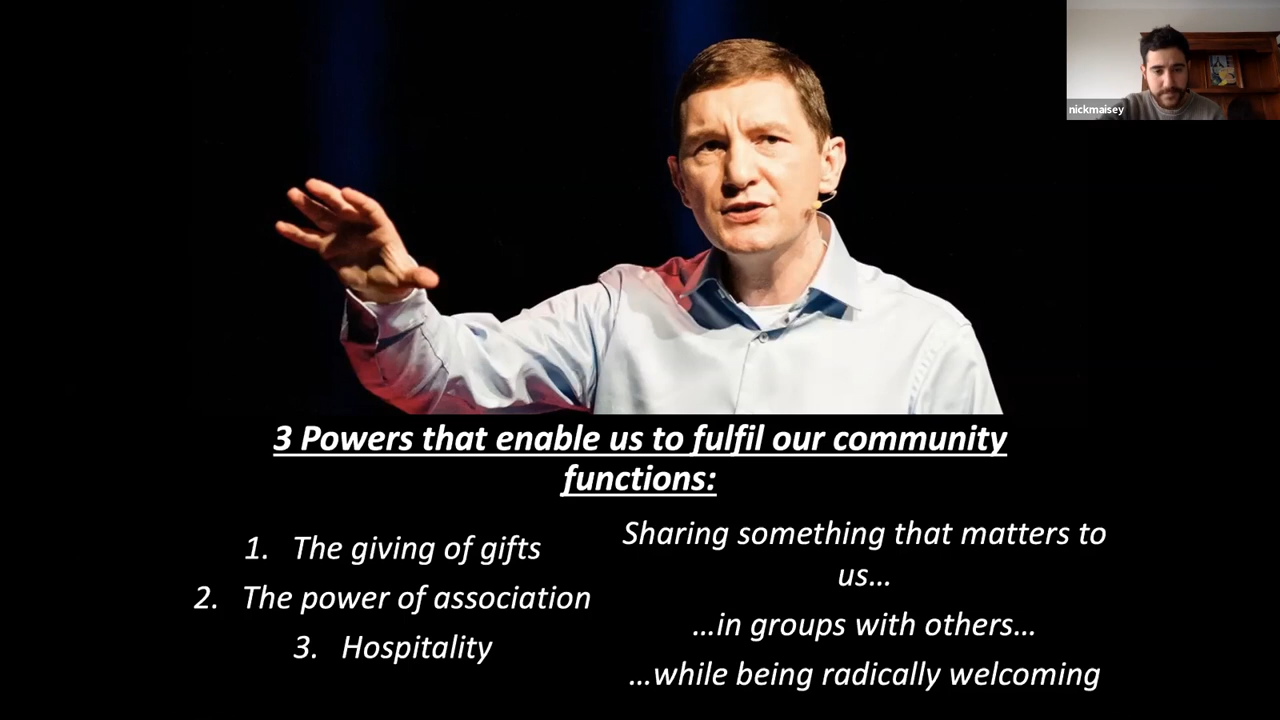 nickmaisey
3 Powers that enable us to fulfil our community
functions:
1. The giving of gifts
2. The power of association
3. Hospitality
Sharing something that matters to
us...
...in groups with others...
...while being radically welcoming